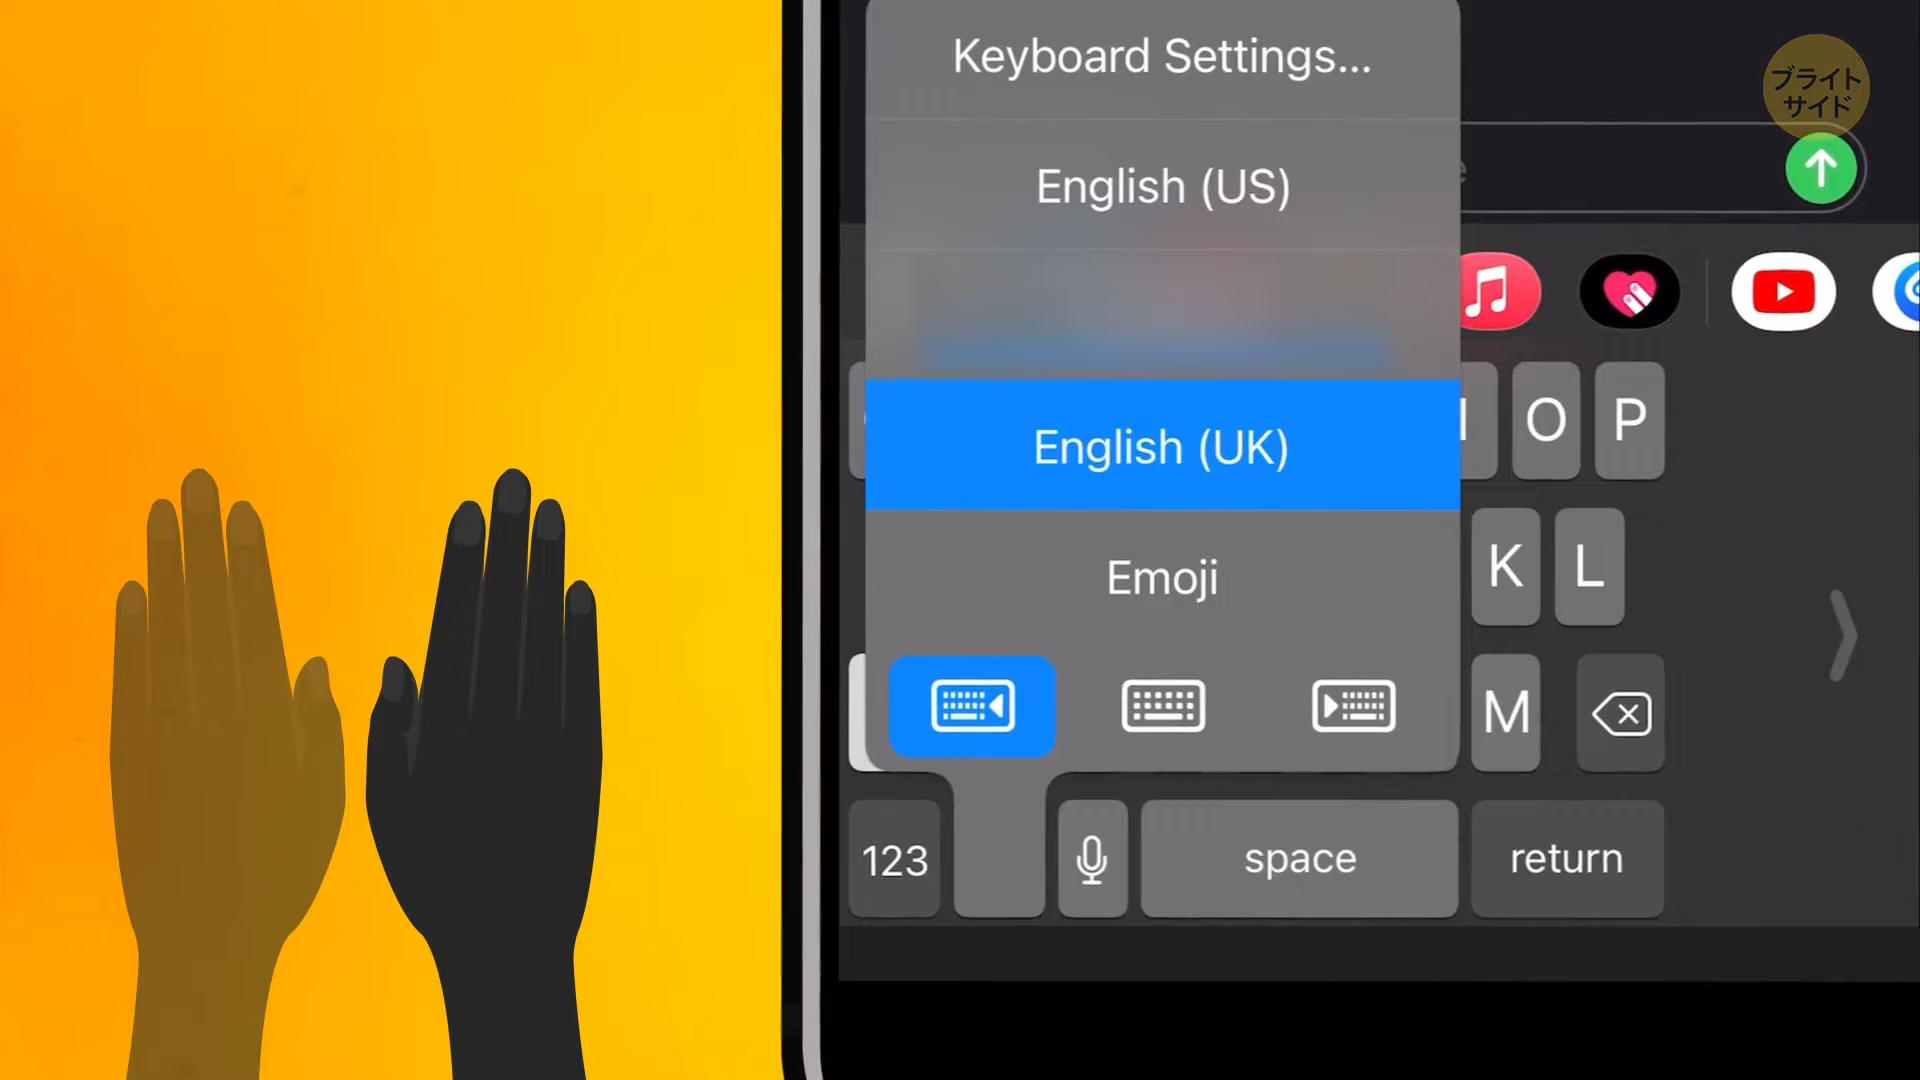 Keyboard Settings...
ブライト
サイド
English (US)
English (UK)
O P
Emoji
K L
M
123
space
return